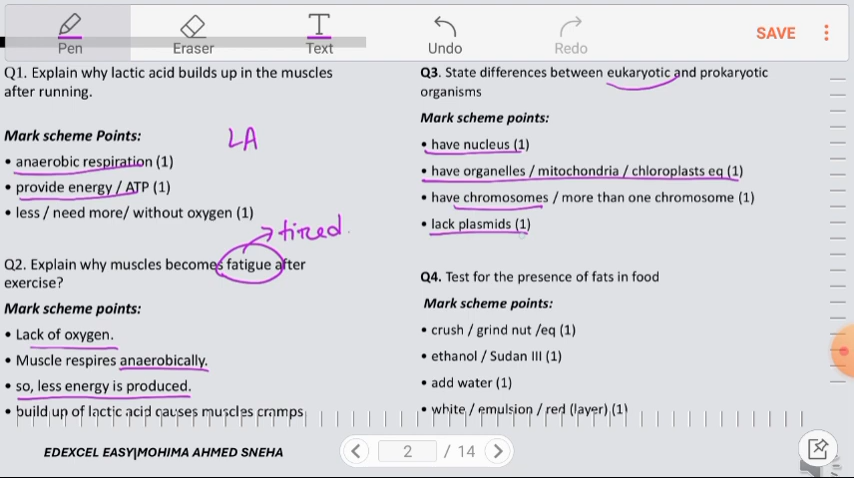 Pen
Eraser
Text
Undo
Redo
SAVE
Q1. Explain why lactic acid builds up in the muscles
after running.
Mark scheme Points:
LA
• anaerobic respiration (1)
• provide energy / ATP (1)
• less / need more/ without oxygen (1)
tired.
Q2. Explain why muscles becomes fatigue after
exercise?
Mark scheme points:
• Lack of oxygen.
• Muscle respires anaerobically.
• so, less energy is produced.
• build up of lactic acid causes muscles cramps
Q3. State differences between eukaryotic and prokaryotic
organisms
Mark scheme points:
• have nucleus (1)
• have organelles / mitochondria / chloroplasts eq (1)
• have chromosomes / more than one chromosome (1)
• lack plasmids (1)
Q4. Test for the presence of fats in food
Mark scheme points:
• crush / grind nut /eq (1)
• ethanol / Sudan III (1)
• add water (1)
• white / emulsion / red (layer) (1)
EDEXCEL EASY|MOHIMA AHMED SNEHA
2 / 14